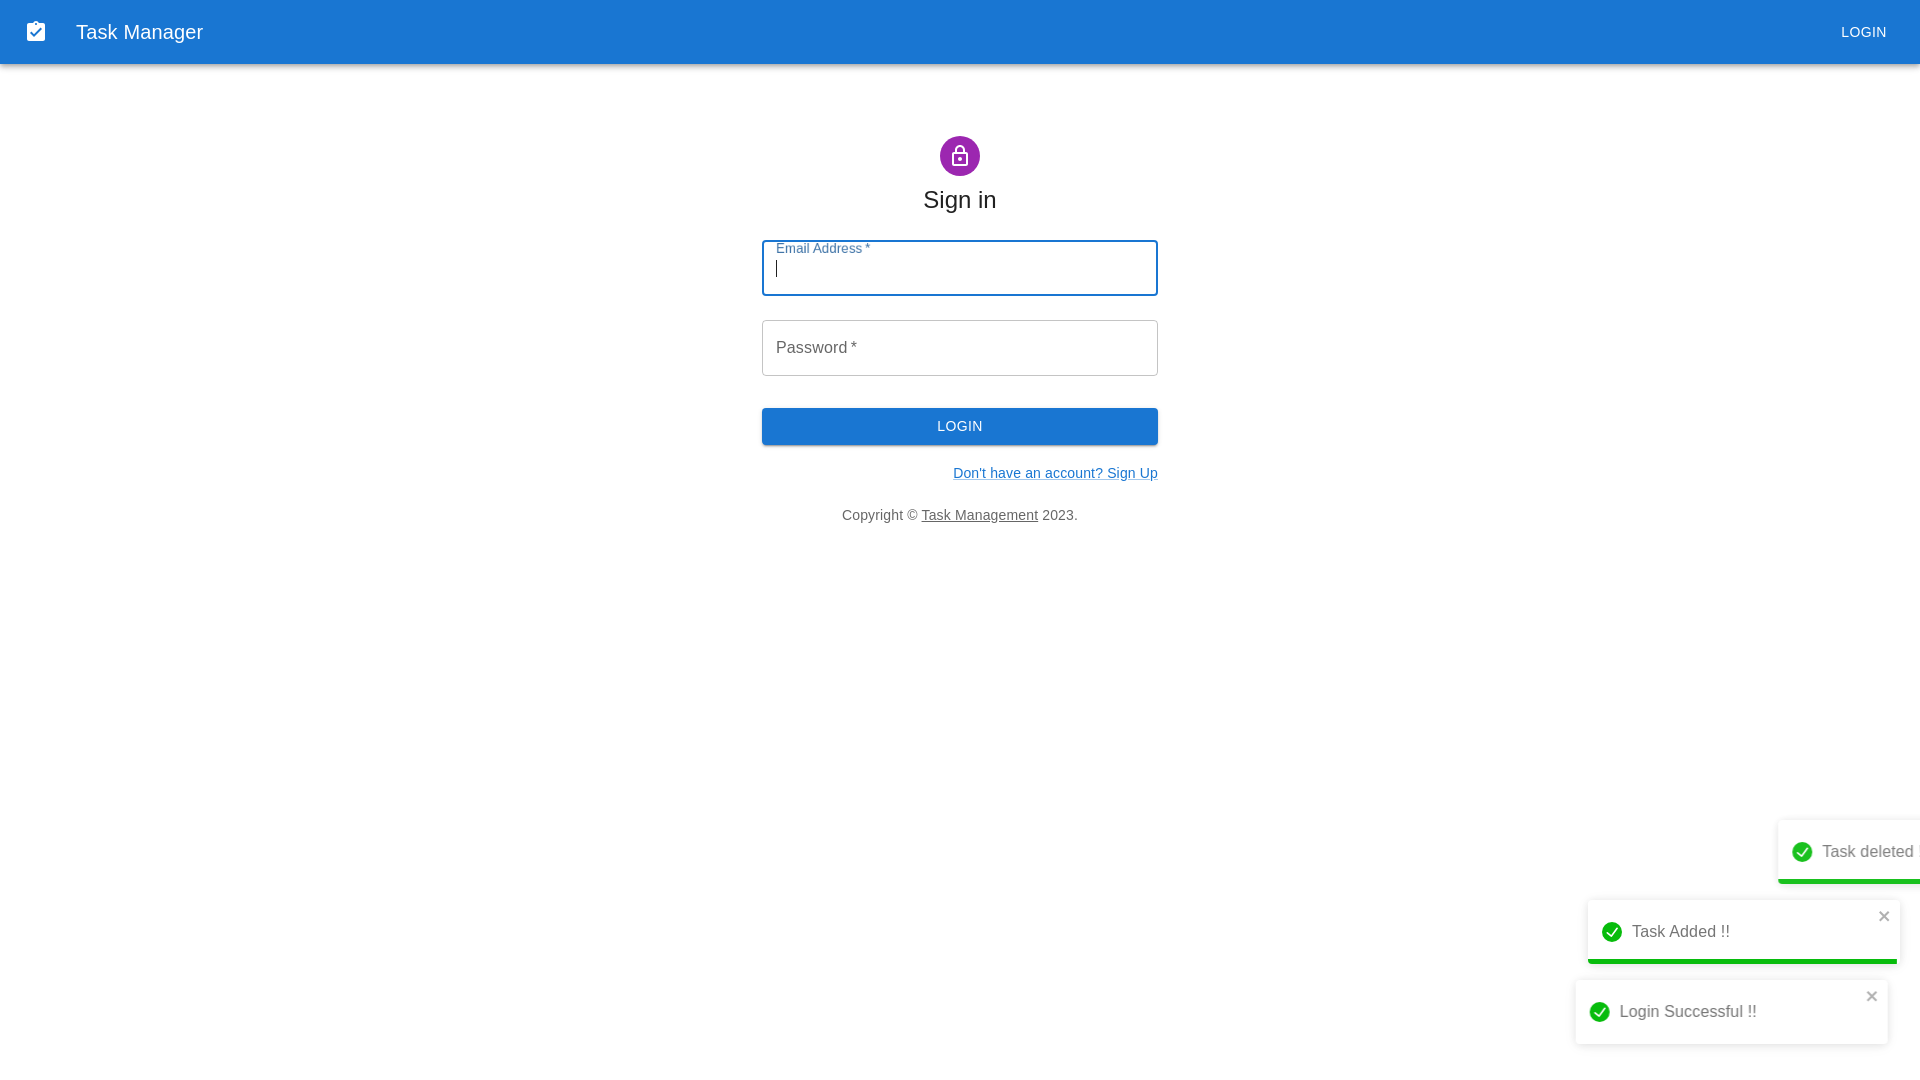 Task Manager
LOGIN
Sign in
Email Address *
Password *
LOGIN
Don't have an account? Sign Up
Copyright © Task Management 2023.
Task deleted
Task Added !!
Login Successful !!